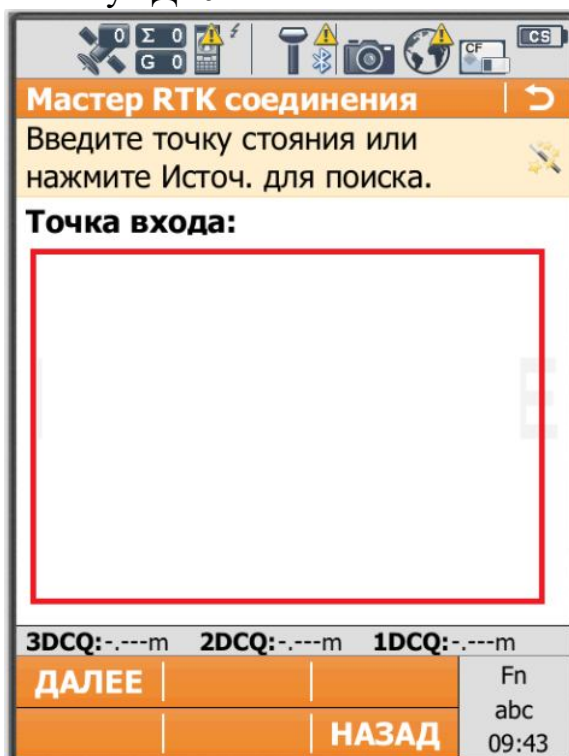 0 Σ 0
G 0
CF
CS
Мастер RTK соединения
Введите точку стояния или
нажмите Источ. для поиска.
Точка входа:
3DCQ:-.---m 2DCQ:-.---m 1DCQ:-.---m
ДАЛЕЕ
Fn
abc
НАЗАД
09:43